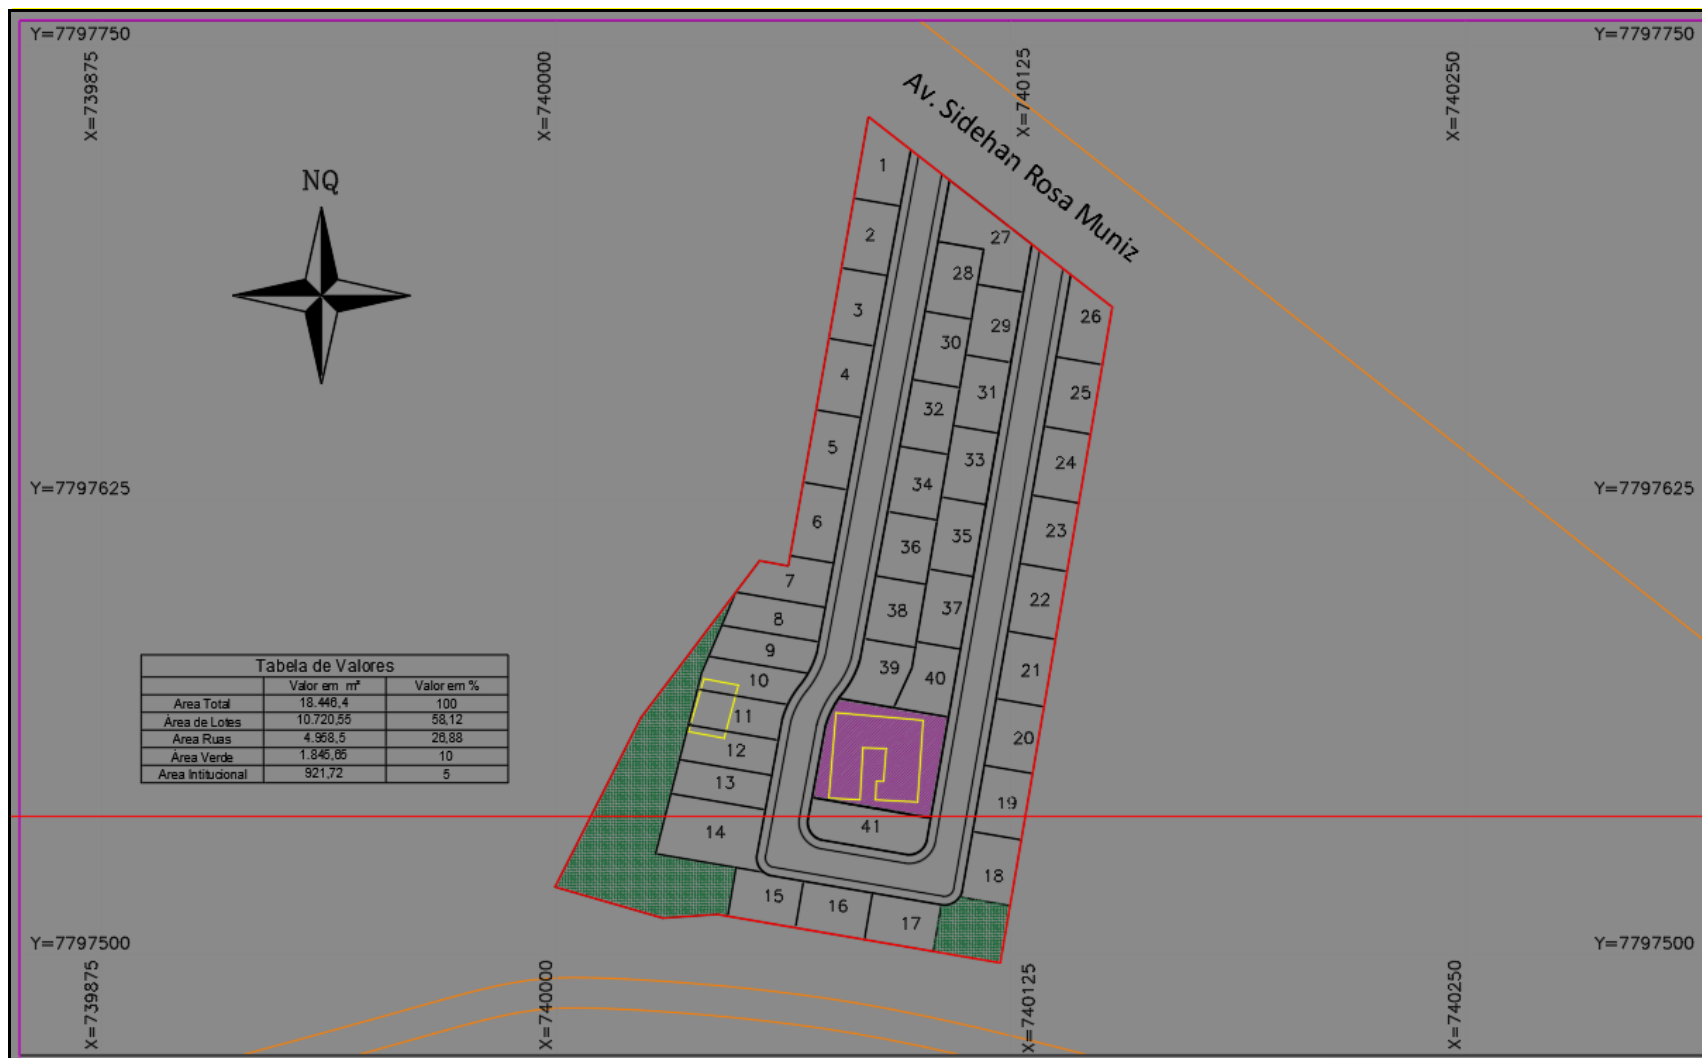 Y=7797750
Y=7797750
X=739875
X=740000
X=740125
X=740250
Av. Sidehan Rosa Muniz
NQ
1
2
3
4
5
6
7
8
9
10
11
12
13
14
15
16
17
18
19
20
21
22
23
24
25
26
27
28
29
30
31
32
33
34
35
36
37
38
39
40
41
Y=7797625
Y=7797625
Tabela de Valores
Valor em m² Valor em %
Area Total 18.446,4 100
Área de Lotes 10.720,55 58,12
Area Ruas 4.958,5 26,88
Área Verde 1.845,65 10
Area Intitucional 921,72 5
Y=7797500
Y=7797500
X=739875
X=740000
X=740125
X=740250